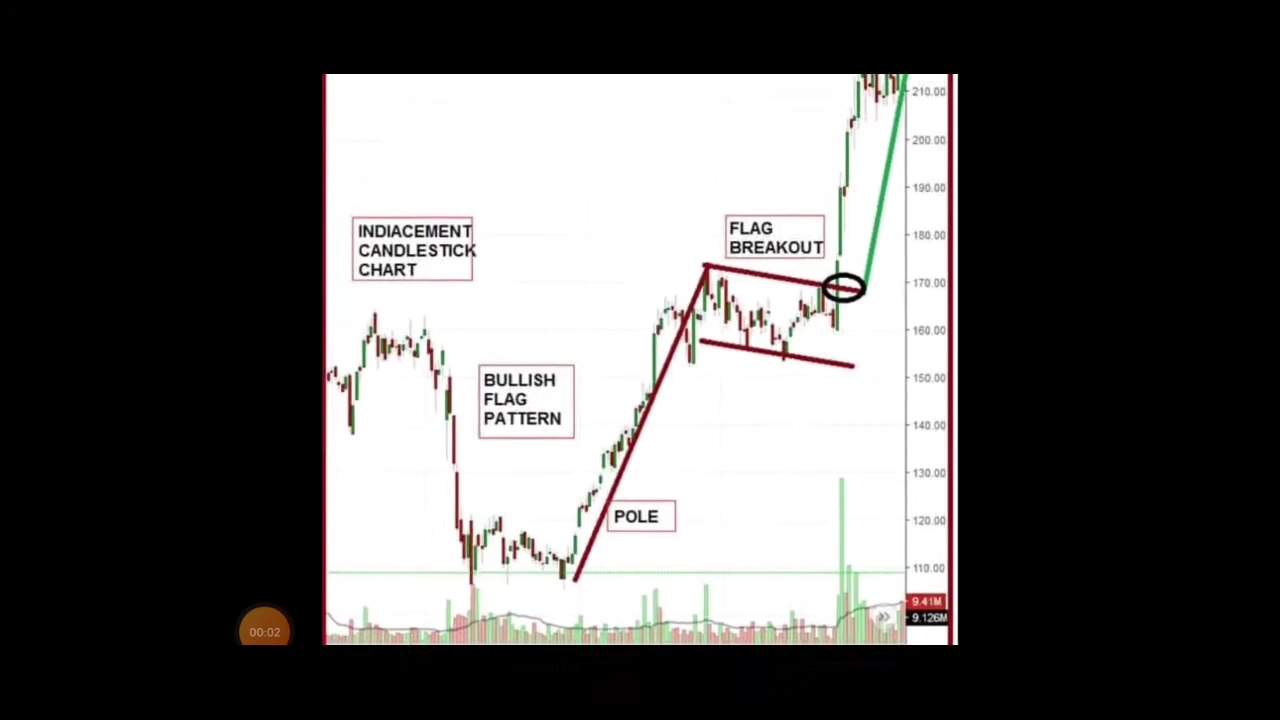 210.00
200.00
190.00
INDIACEMENT
CANDLESTICK
CHART
FLAG
BREAKOUT
180.00
170.00
160.00
150.00
BULLISH
FLAG
PATTERN
140.00
130.00
POLE
120.00
110.00
9.41M
9.126M
00:02